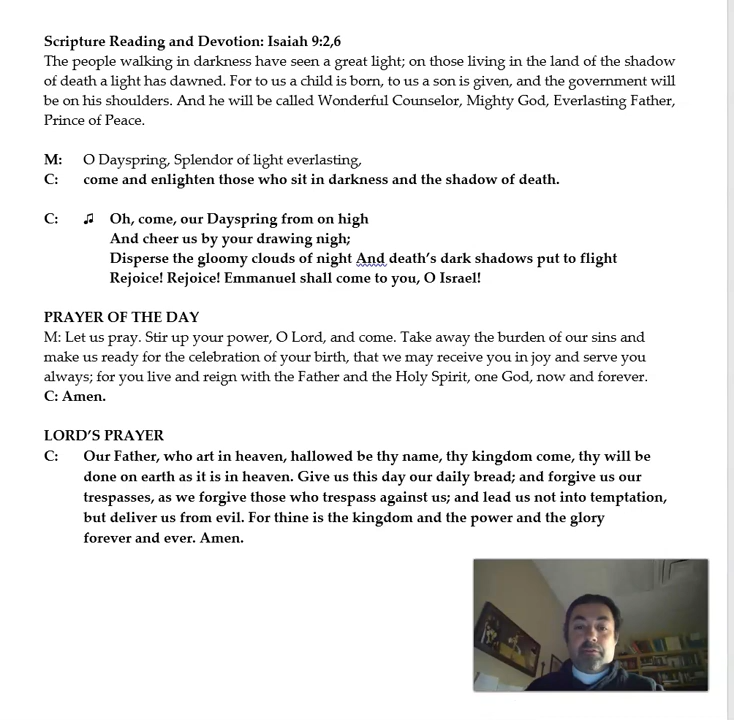 Scripture Reading and Devotion: Isaiah 9:2,6
The people walking in darkness have seen a great light; on those living in the land of the shadow
of death a light has dawned. For to us a child is born, to us a son is given, and the government will
be on his shoulders. And he will be called Wonderful Counselor, Mighty God, Everlasting Father,
Prince of Peace.
M: O Dayspring, Splendor of light everlasting,
C: come and enlighten those who sit in darkness and the shadow of death.
C: ♫ Oh, come, our Dayspring from on high
And cheer us by your drawing nigh;
Disperse the gloomy clouds of night And death's dark shadows put to flight
Rejoice! Rejoice! Emmanuel shall come to you, O Israel!
PRAYER OF THE DAY
M: Let us pray. Stir up your power, O Lord, and come. Take away the burden of our sins and
make us ready for the celebration of your birth, that we may receive you in joy and serve you
always; for you live and reign with the Father and the Holy Spirit, one God, now and forever.
C: Amen.
LORD'S PRAYER
C: Our Father, who art in heaven, hallowed be thy name, thy kingdom come, thy will be
done on earth as it is in heaven. Give us this day our daily bread; and forgive us our
trespasses, as we forgive those who trespass against us; and lead us not into temptation,
but deliver us from evil. For thine is the kingdom and the power and the glory
forever and ever. Amen.